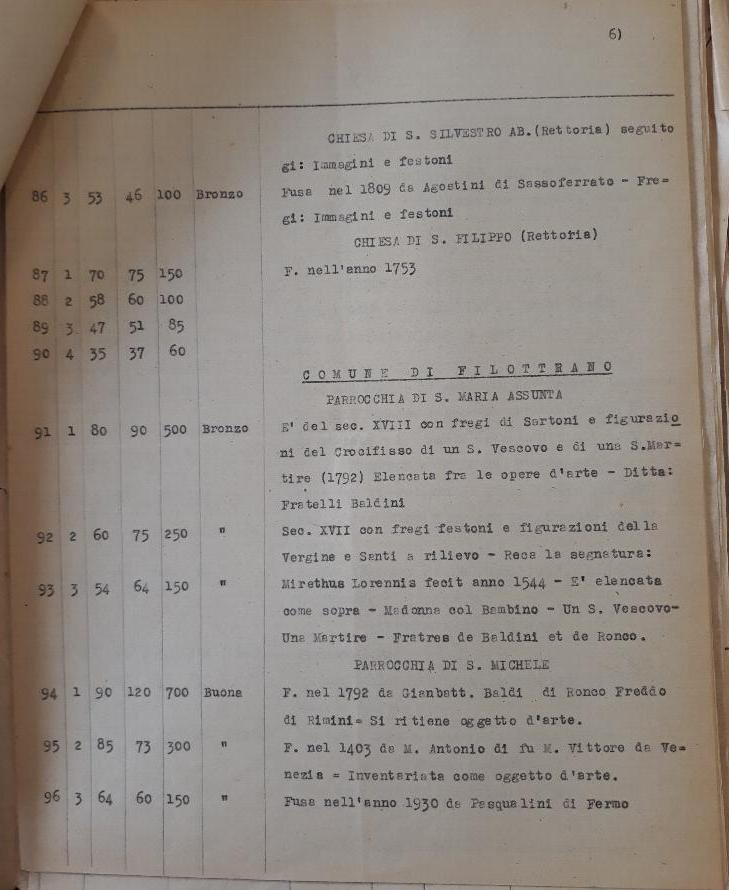 6)
CHIESA DI S. SILVESTRO AB.(Rettoria) seguito
gi: Immagini e festoni
86 3 53 46 100 Bronzo Fusa nel 1809 da Agostini di Sassoferrato - Fre=
gi: Immagini e festoni
CHIESA DI S. FILIPPO (Rettoria)
87 1 70 75 150 F. nell'anno 1753
88 2 58 60 100
89 3 47 51 85
90 4 35 37 60
COMUNE DI FILOTTRANO
PARROCCHIA DI S. MARIA ASSUNTA
91 1 80 90 500 Bronzo E' del sec. XVIII con fregi di Sartoni e figurazio
ni del Crocifisso di un S. Vescovo e di una S.Mar=
tire (1792) Elencata fra le opere d'arte - Ditta:
Fratelli Baldini
92 2 60 75 250 " Sec. XVII con fregi festoni e figurazioni della
Vergine e Santi a rilievo - Reca la segnatura:
93 3 54 64 150 " Mirethus Lorennis fecit anno 1544 - E' elencata
come sopra - Madonna col Bambino - Un S. Vescovo-
Una Martire - Fratres de Baldini et de Ronco.
PARROCCHIA DI S. MICHELE
94 1 90 120 700 Buona F. nel 1792 da Gianbatt. Baldi di Ronco Freddo
di Rimini= Si ritiene oggetto d'arte.
95 2 85 73 300 " F. nel 1403 da M. Antonio di fu M. Vittore da Ve=
nezia = Inventariata come oggetto d'arte.
96 3 64 60 150 " Fusa nell'anno 1930 da Pasqualini di Fermo